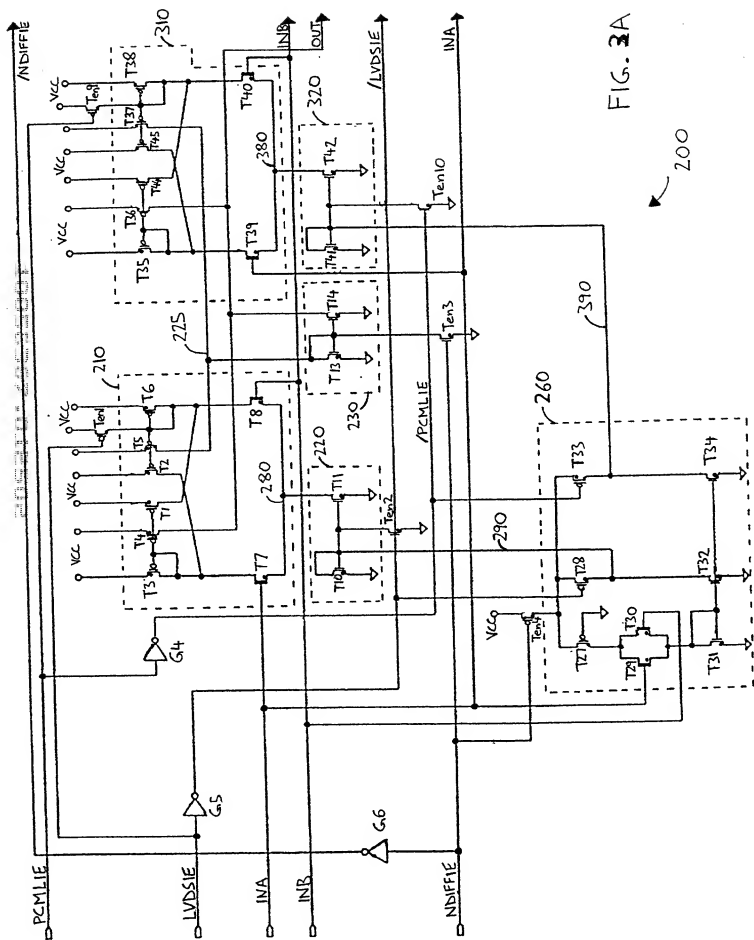 PCMLIE
/NDIFFIE
LVDSIE
G5
G4
INA
INB
G6
NDIFFIE
210
VCC
VCC
VCC
Ten1
T3
T4
T1
T2
T5
T6
T7
T8
280
225
310
VCC
VCC
VCC
Ten9
T35
T36
T44
T45
T37
T38
T39
T40
380
INB
OUT
220
T10
T11
Ten2
290
230
T13
T14
Ten3
320
T41
T42
Ten10
/LVDSIE
/PCMLIE
INA
390
260
VCC
Ten4
T27
T28
T33
T29
T30
T31
T32
T34
200
FIG. 3A